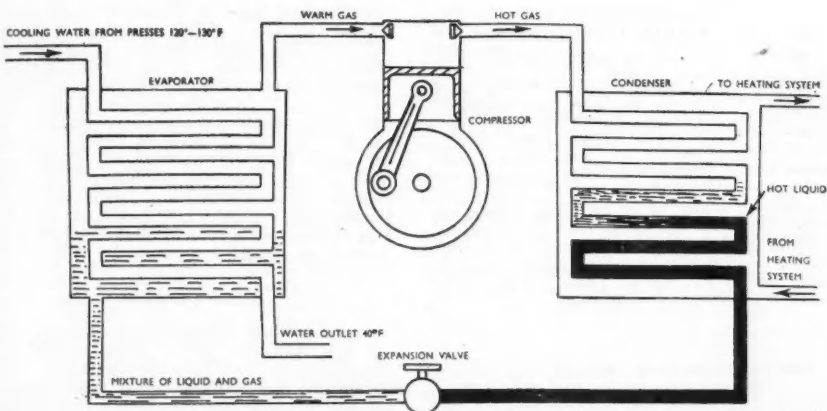 WARM GAS
HOT GAS
COOLING WATER FROM PRESSES 120°—130°F
EVAPORATOR
CONDENSER
TO HEATING SYSTEM
COMPRESSOR
HOT LIQUID
FROM
HEATING
SYSTEM
WATER OUTLET 40°F
EXPANSION VALVE
MIXTURE OF LIQUID AND GAS